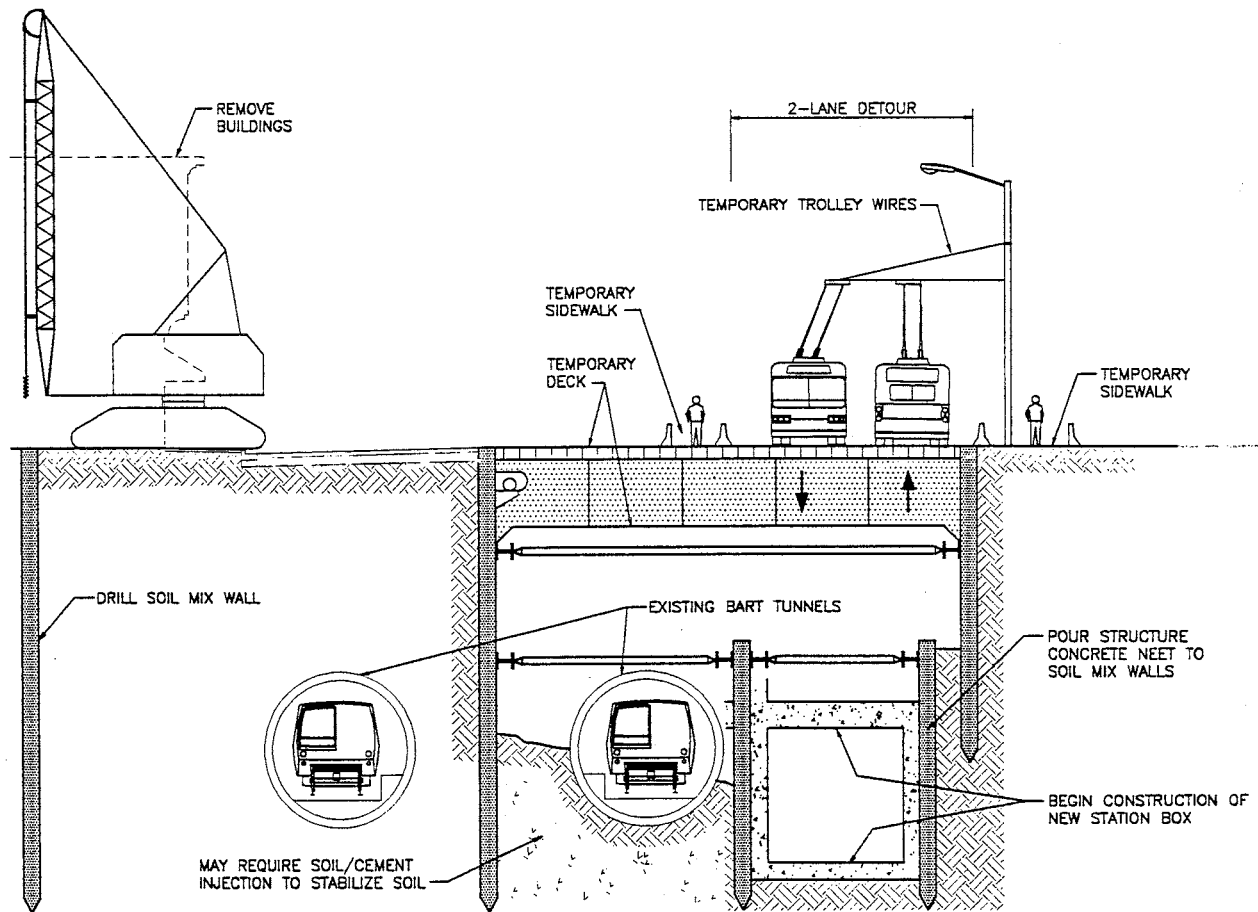 REMOVE
BUILDINGS
2-LANE DETOUR
TEMPORARY TROLLEY WIRES
TEMPORARY
SIDEWALK
TEMPORARY
DECK
TEMPORARY
SIDEWALK
DRILL SOIL MIX WALL
EXISTING BART TUNNELS
POUR STRUCTURE
CONCRETE NEET TO
SOIL MIX WALLS
BEGIN CONSTRUCTION OF
NEW STATION BOX
MAY REQUIRE SOIL/CEMENT
INJECTION TO STABILIZE SOIL